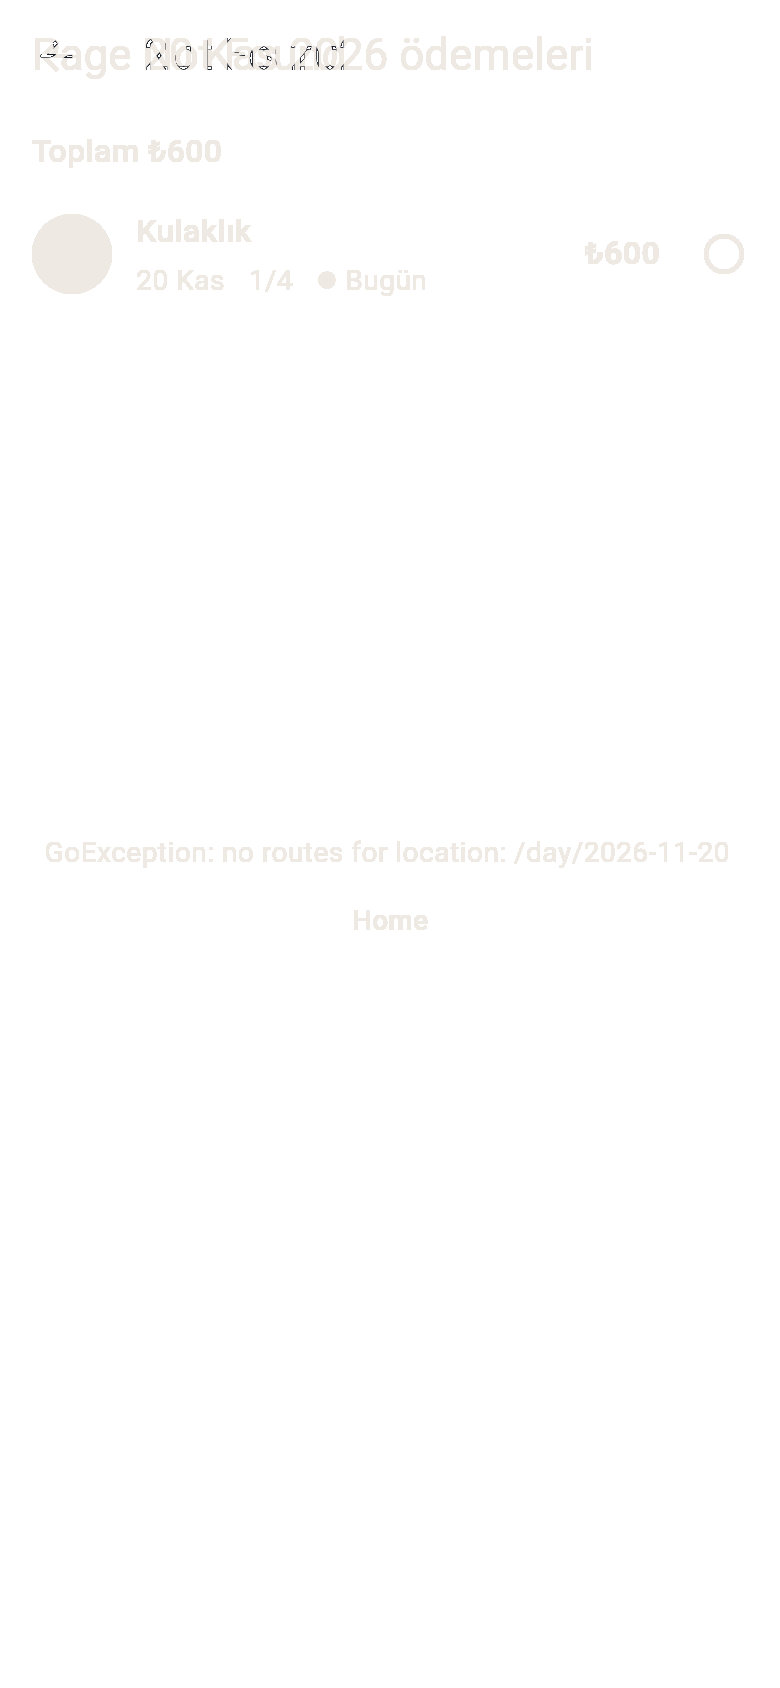 20 Kasım 2026 ödemeleri
Toplam ₺600
Kulaklık
₺600
20 Kas 1/4 Bugün
GoException: no routes for location: /day/2026-11-20
Home